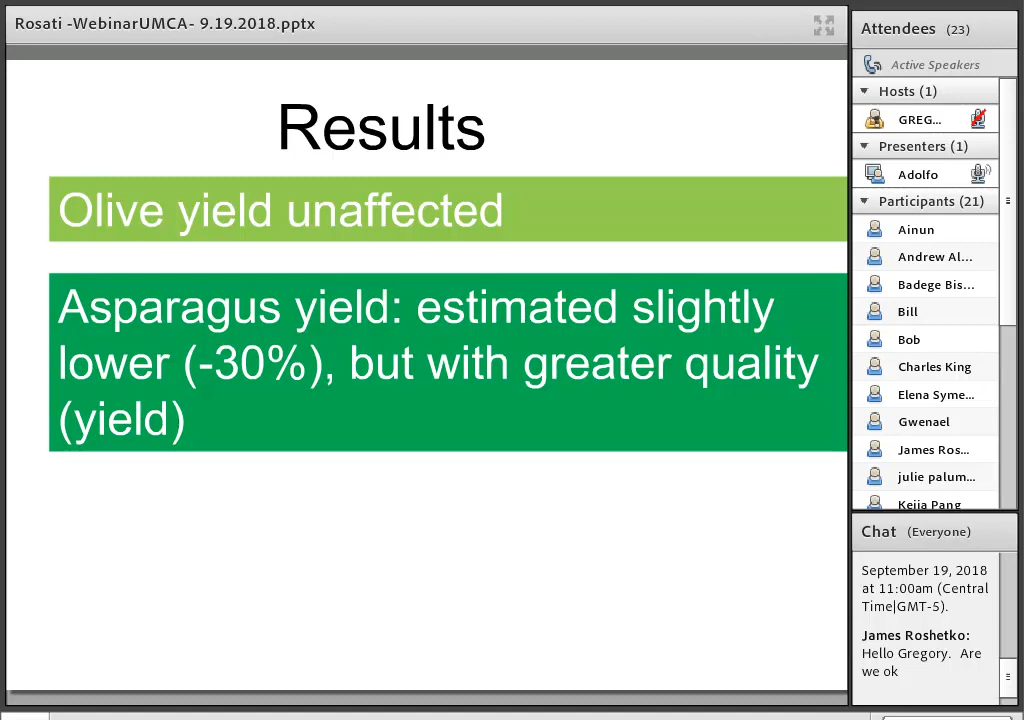 Rosati -WebinarUMCA- 9.19.2018.pptx
Results
Olive yield unaffected
Asparagus yield: estimated slightly
lower (-30%), but with greater quality
(yield)
Attendees (23)
Active Speakers
Hosts (1)
GREG...
Presenters (1)
Adolfo
Participants (21)
Ainun
Andrew Al...
Badege Bis...
Bill
Bob
Charles King
Elena Syme...
Gwenael
James Ros...
julie palum...
Keija Pang
Chat (Everyone)
September 19, 2018
at 11:00am (Central
Time|GMT-5).
James Roshetko:
Hello Gregory. Are
we ok